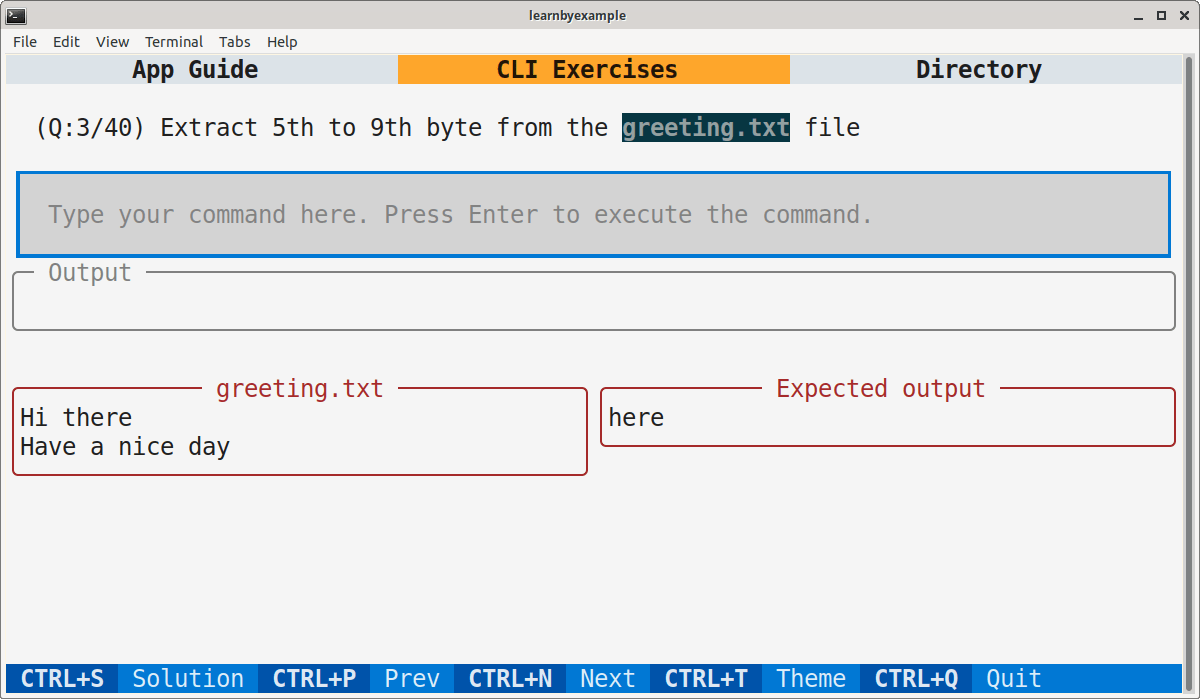 learnbyexample
File Edit View Terminal Tabs Help
App Guide CLI Exercises Directory
(Q:3/40) Extract 5th to 9th byte from the greeting.txt file
Type your command here. Press Enter to execute the command.
Output
greeting.txt
Hi there
Have a nice day
Expected output
here
CTRL+S Solution CTRL+P Prev CTRL+N Next CTRL+T Theme CTRL+Q Quit